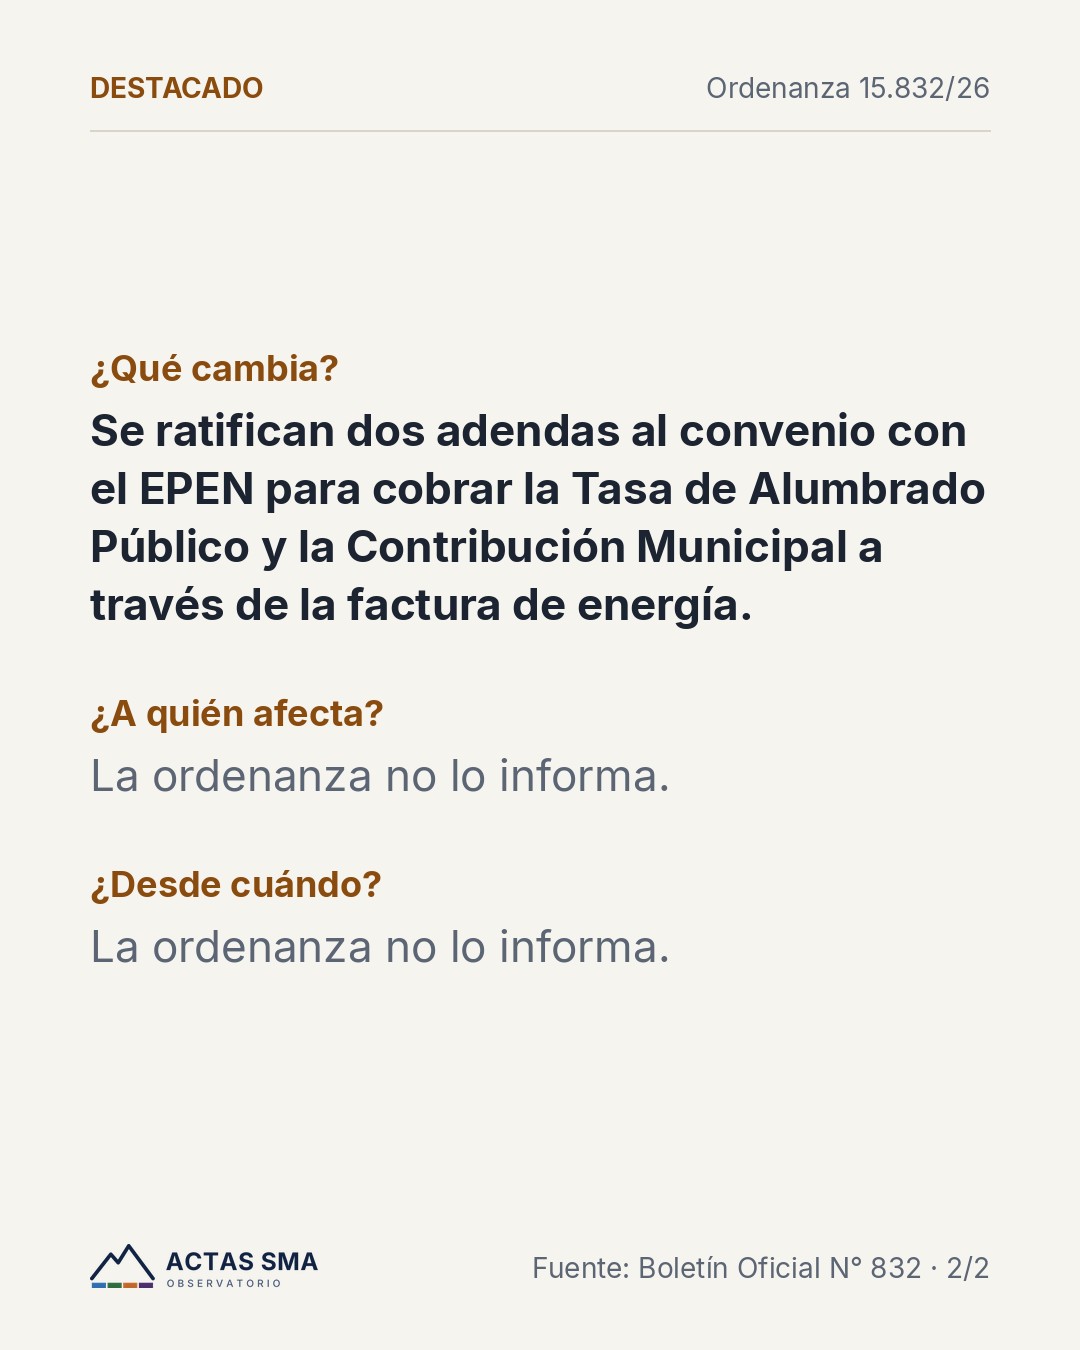 DESTACADO
Ordenanza 15.832/26
¿Qué cambia?
Se ratifican dos adendas al convenio con
el EPEN para cobrar la Tasa de Alumbrado
Público y la Contribución Municipal a
través de la factura de energía.
¿A quién afecta?
La ordenanza no lo informa.
¿Desde cuándo?
La ordenanza no lo informa.
ACTAS SMA
OBSERVATORIO
Fuente: Boletín Oficial N° 832 · 2/2